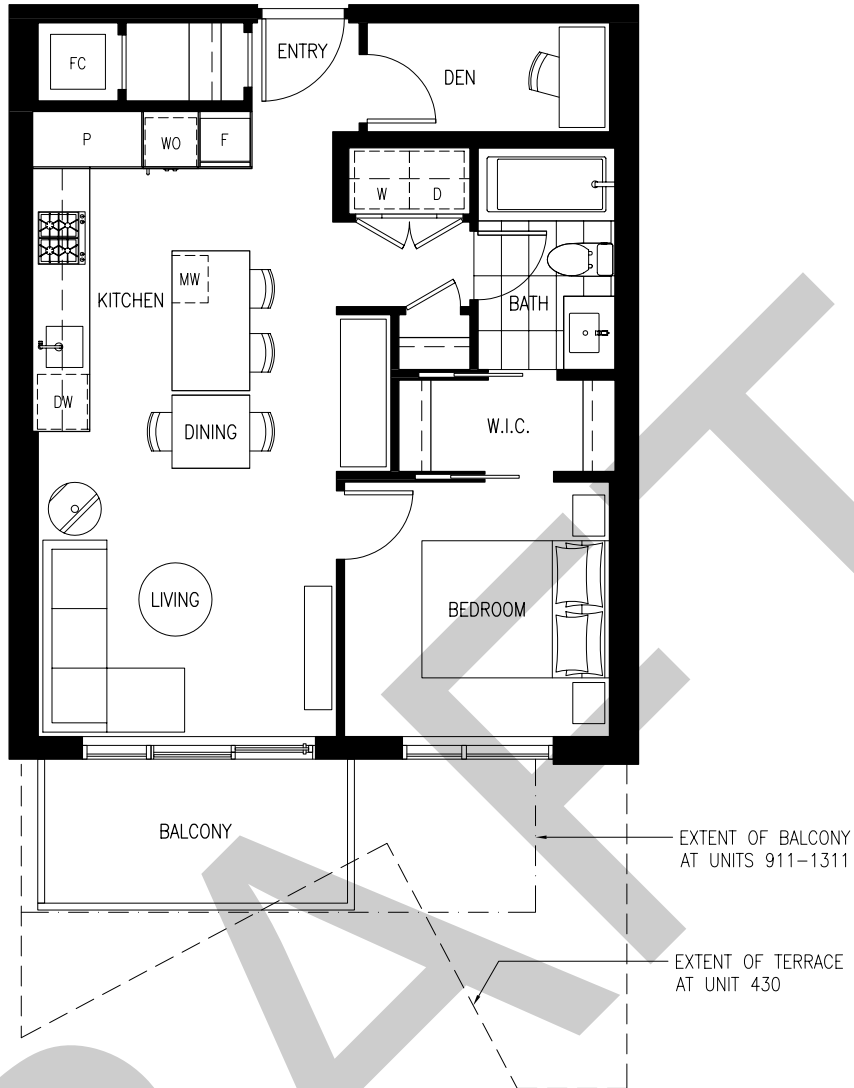 FC
ENTRY
DEN
P
WO
F
W
D
MW
KITCHEN
BATH
DW
DINING
W.I.C.
LIVING
BEDROOM
BALCONY
EXTENT OF BALCONY
AT UNITS 911-1311
EXTENT OF TERRACE
AT UNIT 430